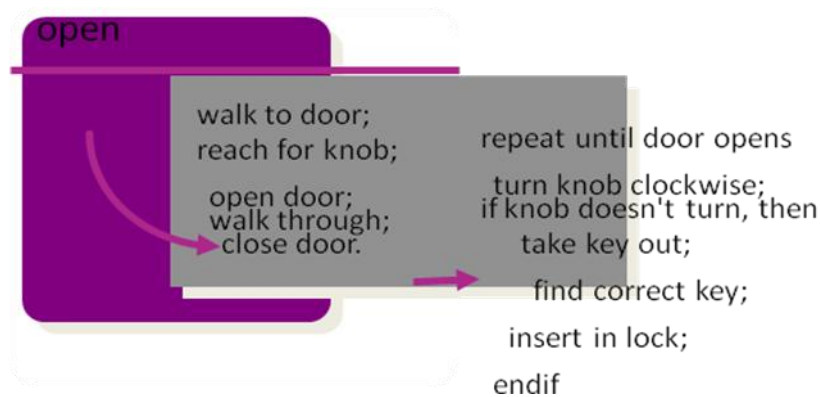 open
walk to door;
reach for knob;
open door;
walk through;
close door.
repeat until door opens
turn knob clockwise;
if knob doesn't turn, then
take key out;
find correct key;
insert in lock;
endif